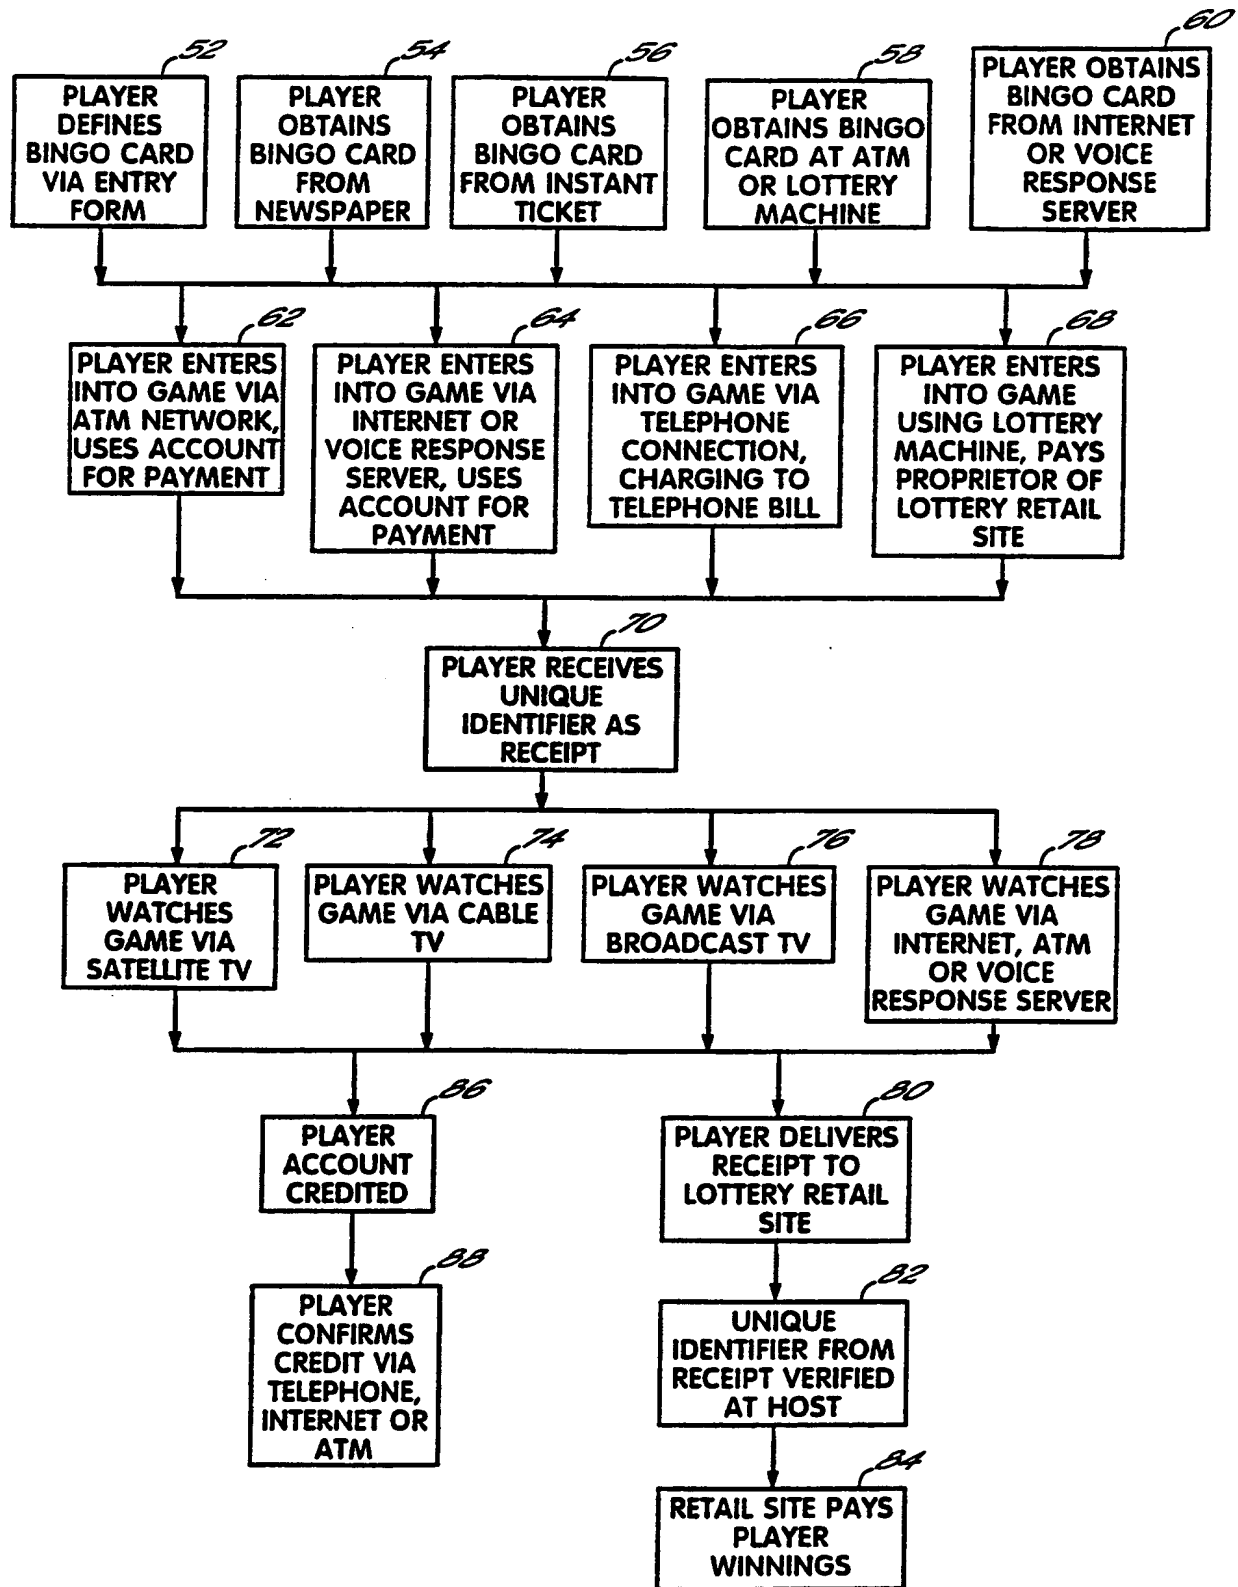 52
PLAYER
DEFINES
BINGO CARD
VIA ENTRY
FORM
54
PLAYER
OBTAINS
BINGO CARD
FROM
NEWSPAPER
56
PLAYER
OBTAINS
BINGO CARD
FROM INSTANT
TICKET
58
PLAYER
OBTAINS BINGO
CARD AT ATM
OR LOTTERY
MACHINE
60
PLAYER OBTAINS
BINGO CARD
FROM INTERNET
OR VOICE
RESPONSE
SERVER
62
PLAYER ENTERS
INTO GAME VIA
ATM NETWORK,
USES ACCOUNT
FOR PAYMENT
64
PLAYER ENTERS
INTO GAME VIA
INTERNET OR
VOICE RESPONSE
SERVER, USES
ACCOUNT FOR
PAYMENT
66
PLAYER ENTERS
INTO GAME VIA
TELEPHONE
CONNECTION,
CHARGING TO
TELEPHONE BILL
68
PLAYER ENTERS
INTO GAME
USING LOTTERY
MACHINE, PAYS
PROPRIETOR OF
LOTTERY RETAIL
SITE
70
PLAYER RECEIVES
UNIQUE
IDENTIFIER AS
RECEIPT
72
PLAYER
WATCHES
GAME VIA
SATELLITE TV
74
PLAYER WATCHES
GAME VIA CABLE
TV
76
PLAYER WATCHES
GAME VIA
BROADCAST TV
78
PLAYER WATCHES
GAME VIA
INTERNET, ATM
OR VOICE
RESPONSE SERVER
86
PLAYER
ACCOUNT
CREDITED
88
PLAYER
CONFIRMS
CREDIT VIA
TELEPHONE,
INTERNET OR
ATM
80
PLAYER DELIVERS
RECEIPT TO
LOTTERY RETAIL
SITE
82
UNIQUE
IDENTIFIER FROM
RECEIPT VERIFIED
AT HOST
84
RETAIL SITE PAYS
PLAYER
WINNINGS